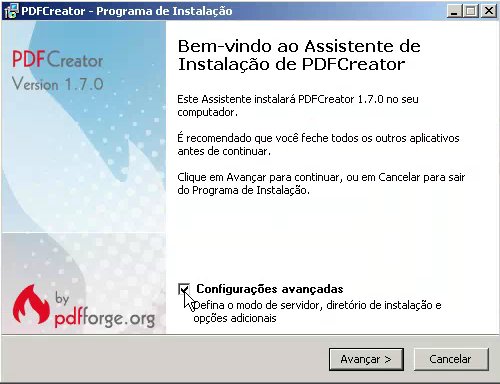 PDFCreator - Programa de Instalação
PDFCreator
Version 1.7.0
Bem-vindo ao Assistente de
Instalação de PDFCreator
Este Assistente instalará PDFCreator 1.7.0 no seu
computador.
É recomendado que você feche todos os outros aplicativos
antes de continuar.
Clique em Avançar para continuar, ou em Cancelar para sair
do Programa de Instalação.
Configurações avançadas
Defina o modo de servidor, diretório de instalação e
opções adicionais
by
pdfforge.org
Avançar >
Cancelar